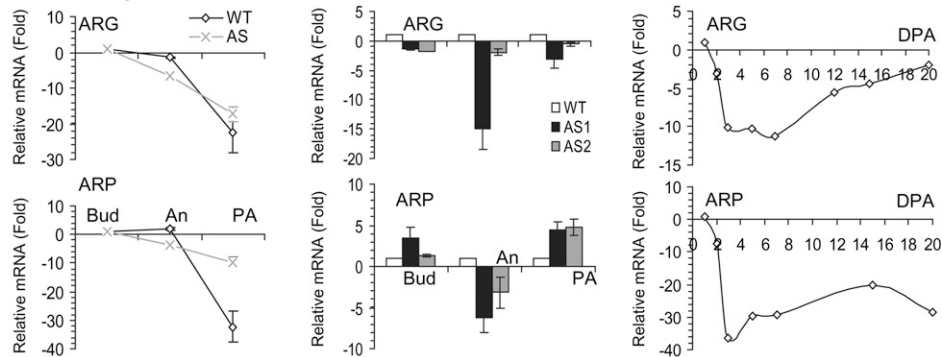 Relative mRNA (Fold)
10
0
-10
-20
-30
ARG
WT
AS
Relative mRNA (Fold)
10
5
0
-5
-10
-15
20
ARG
WT
AS1
AS2
Relative mRNA (Fold)
5
0
-5
-10
-15
ARG
DPA
0 2 4 6 8 10 12 14 16 18 20
Relative mRNA (Fold)
10
0
-10
-20
-30
-40
ARP
Bud An PA
Relative mRNA (Fold)
10
5
0
-5
-10
ARP
Bud An PA
Relative mRNA (Fold)
10
0
-10
-20
-30
-40
ARP
DPA
0 2 4 6 8 10 12 14 16 18 20